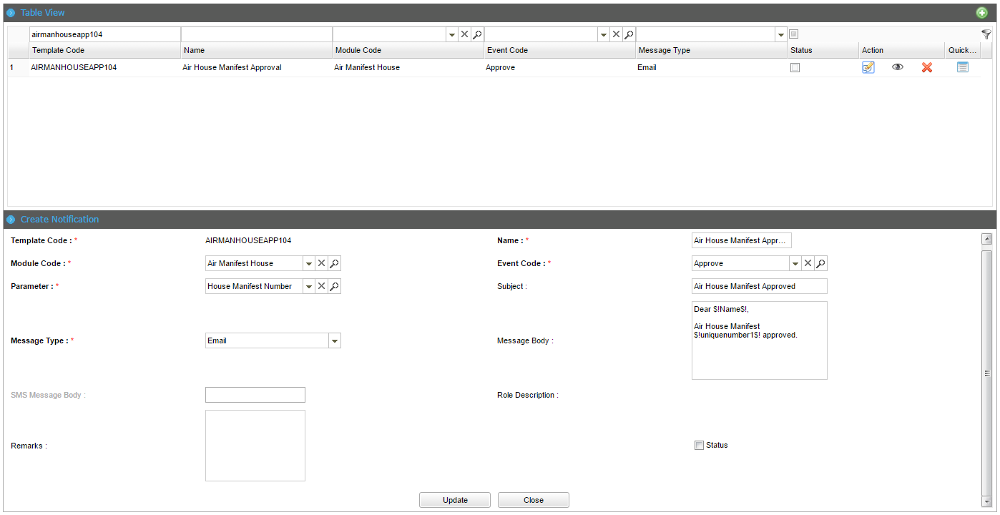 Table View
airmanhouseapp104
Template Code Name Module Code Event Code Message Type Status Action Quick...
1 AIRMANHOUSEAPP104 Air House Manifest Approval Air Manifest House Approve Email
Create Notification
Template Code : * AIRMANHOUSEAPP104 Name : * Air House Manifest Appr...
Module Code : * Air Manifest House Event Code : * Approve
Parameter : * House Manifest Number Subject : Air House Manifest Approved
Dear $!Name$!,
Air House Manifest
$!uniquenumber1$! approved.
Message Type : * Email Message Body :
SMS Message Body : Role Description :
Remarks : Status
Update Close